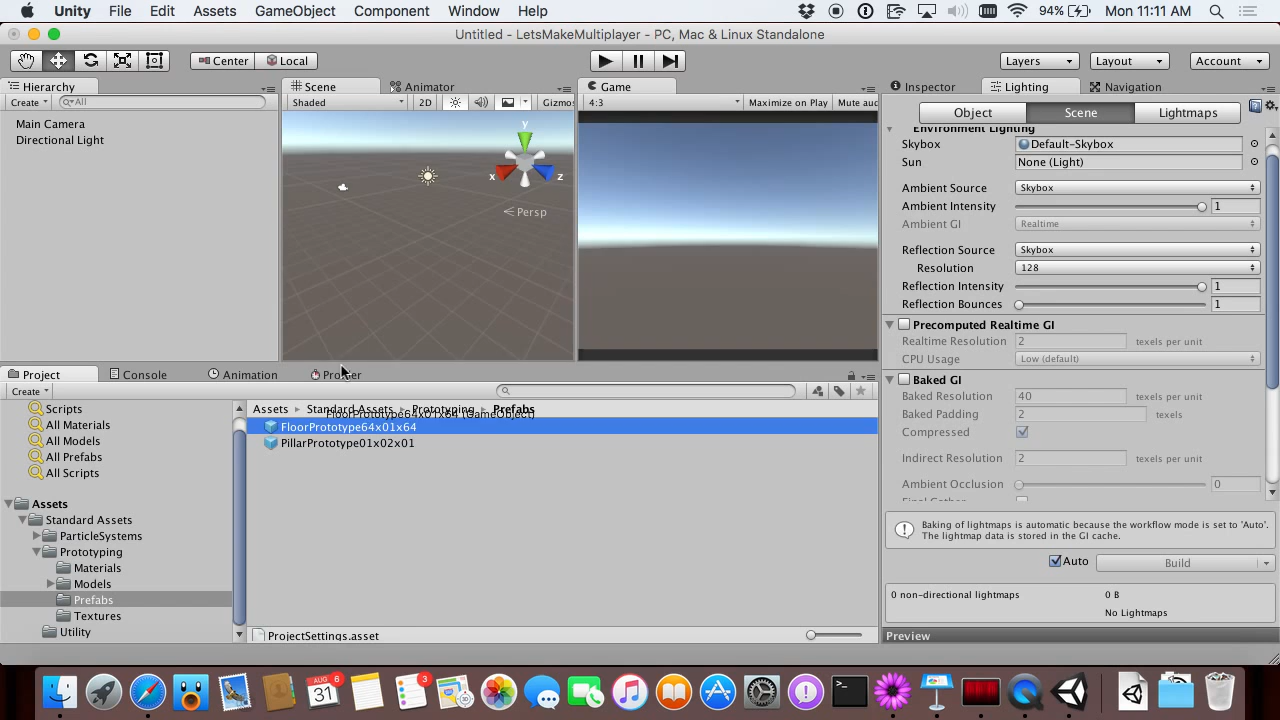 Unity File Edit Assets GameObject Component Window Help 94% Mon 11:11 AM
Untitled - LetsMakeMultiplayer - PC, Mac & Linux Standalone
Center Local Layers Layout Account
Hierarchy Scene Animator Game Inspector Lighting Navigation
Create All Shaded 2D Gizmos 4:3 Maximize on Play Mute aud
Object Scene Lightmaps
Main Camera
Directional Light
y
x
z
Persp
Environment Lighting
Skybox Default-Skybox
Sun None (Light)
Ambient Source Skybox
Ambient Intensity 1
Ambient GI Realtime
Reflection Source Skybox
Resolution 128
Reflection Intensity 1
Reflection Bounces 1
Precomputed Realtime GI
Realtime Resolution 2 texels per unit
CPU Usage Low (default)
Baked GI
Baked Resolution 40 texels per unit
Baked Padding 2 texels
Compressed
Indirect Resolution 2 texels per unit
Ambient Occlusion 0
Final Gather
Baking of lightmaps is automatic because the workflow mode is set to 'Auto'.
The lightmap data is stored in the GI cache.
Auto Build
0 non-directional lightmaps 0 B
No Lightmaps
Preview
Project Console Animation
Create
Scripts
All Materials
All Models
All Prefabs
All Scripts
Assets
Standard Assets
ParticleSystems
Prototyping
Materials
Models
Prefabs
Textures
Utility
Assets Standard Assets Prototyping Prefabs
FloorPrototype64x01x64 (GameObject)
FloorPrototype64x01x64
PillarPrototype01x02x01
ProjectSettings.asset
AUG 6 3
31